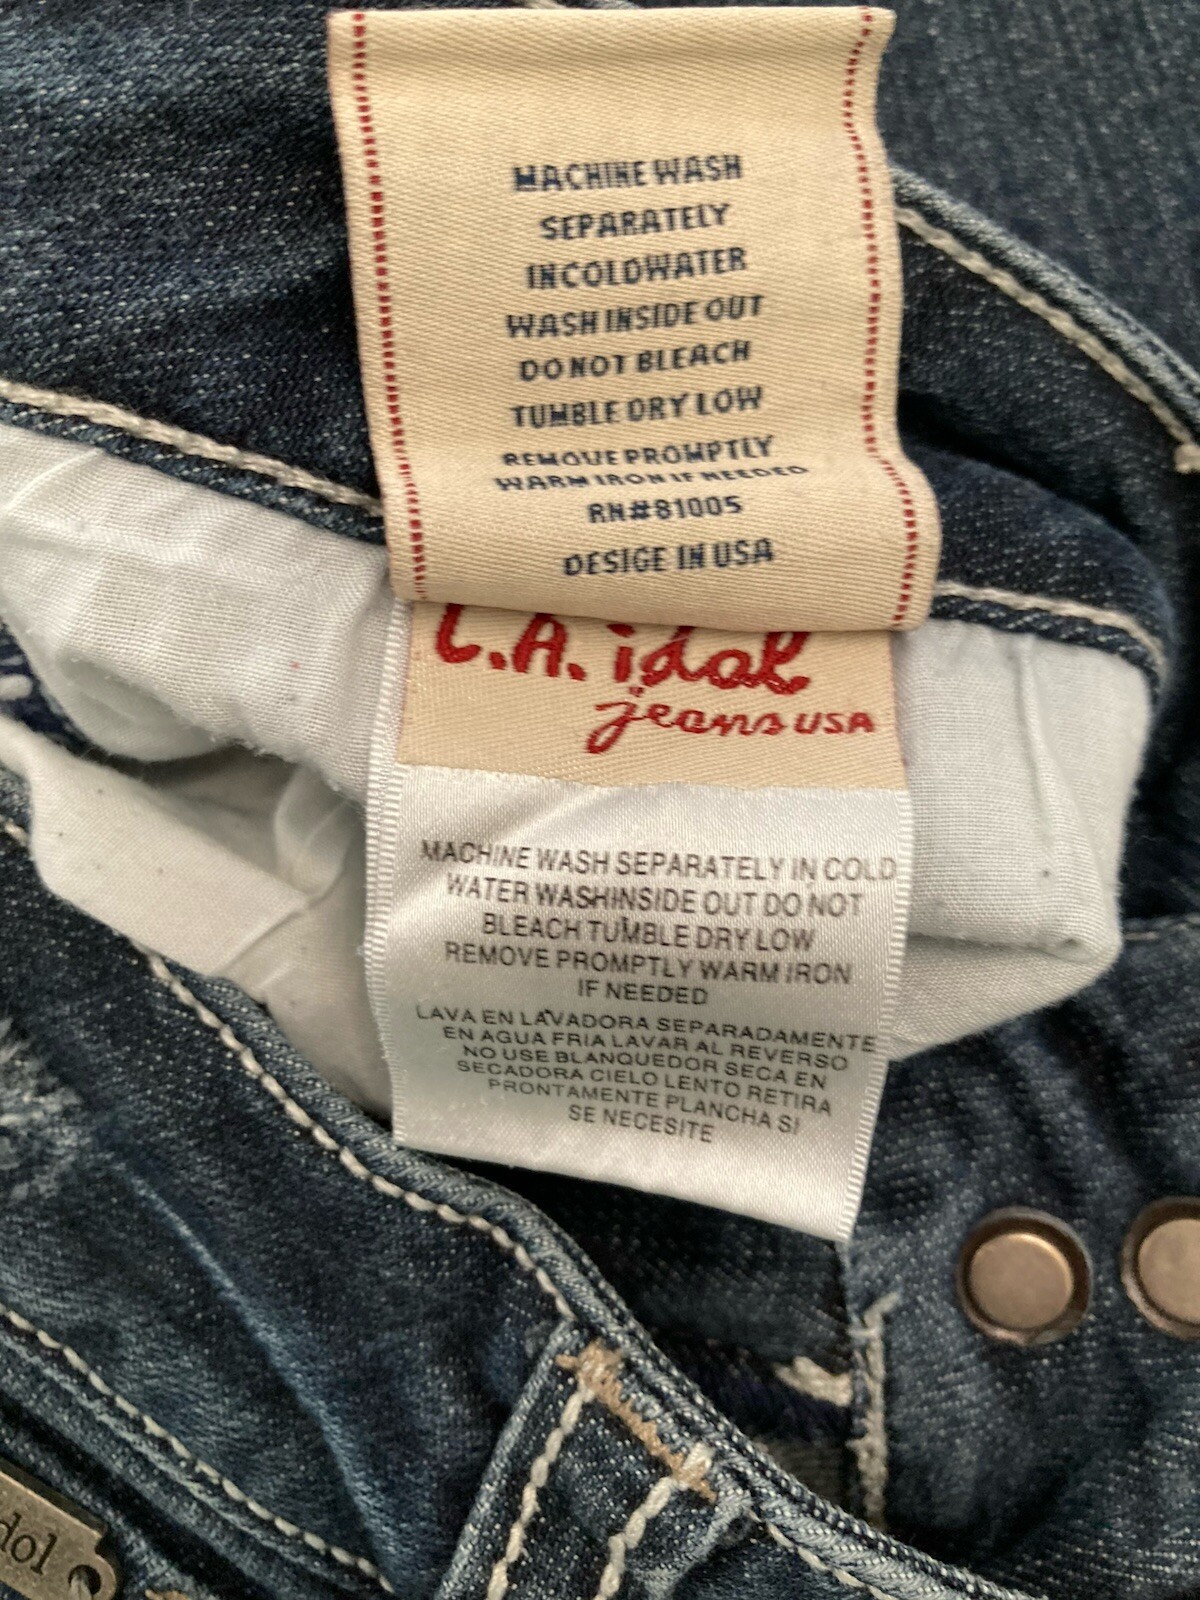 MACHINE WASH
SEPARATELY
INCOLDWATER
WASH INSIDE OUT
DO NOT BLEACH
TUMBLE DRY LOW
REMOVE PROMPTLY
WARM IRON IF NEEDED
RN#81005
DESIGE IN USA
L.A. idol
jeans USA
MACHINE WASH SEPARATELY IN COLD
WATER WASHINSIDE OUT DO NOT
BLEACH TUMBLE DRY LOW
REMOVE PROMPTLY WARM IRON
IF NEEDED
LAVA EN LAVADORA SEPARADAMENTE
EN AGUA FRIA LAVAR AL REVERSO
NO USE BLANQUEDOR SECA EN
SECADORA CIELO LENTO RETIRA
PRONTAMENTE PLANCHA SI
SE NECESITE
dol